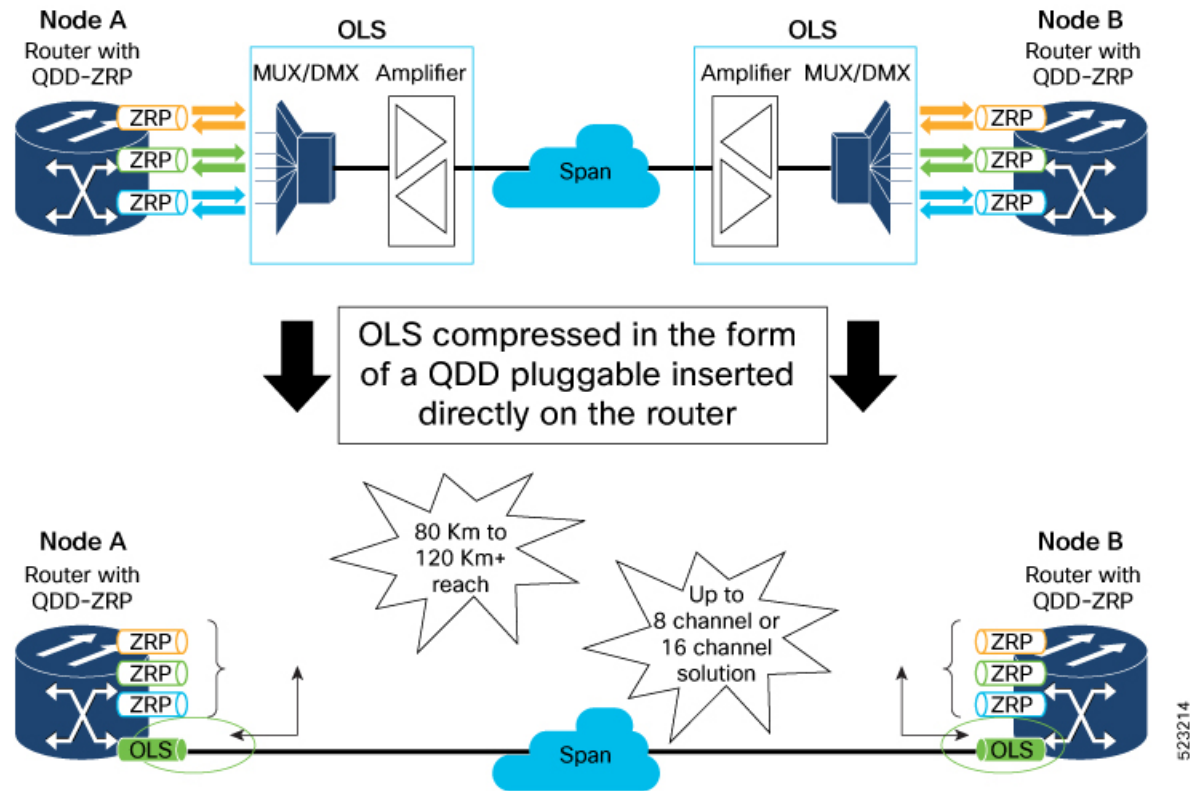 Node A
Router with
QDD-ZRP
OLS
MUX/DMX
Amplifier
ZRP
ZRP
ZRP
Span
OLS
Amplifier
MUX/DMX
Node B
Router with
QDD-ZRP
ZRP
ZRP
ZRP
OLS compressed in the form
of a QDD pluggable inserted
directly on the router
80 Km to
120 Km+
reach
Up to
8 channel or
16 channel
solution
Node A
Router with
QDD-ZRP
ZRP
ZRP
ZRP
OLS
Span
Node B
Router with
QDD-ZRP
ZRP
ZRP
ZRP
OLS
523214